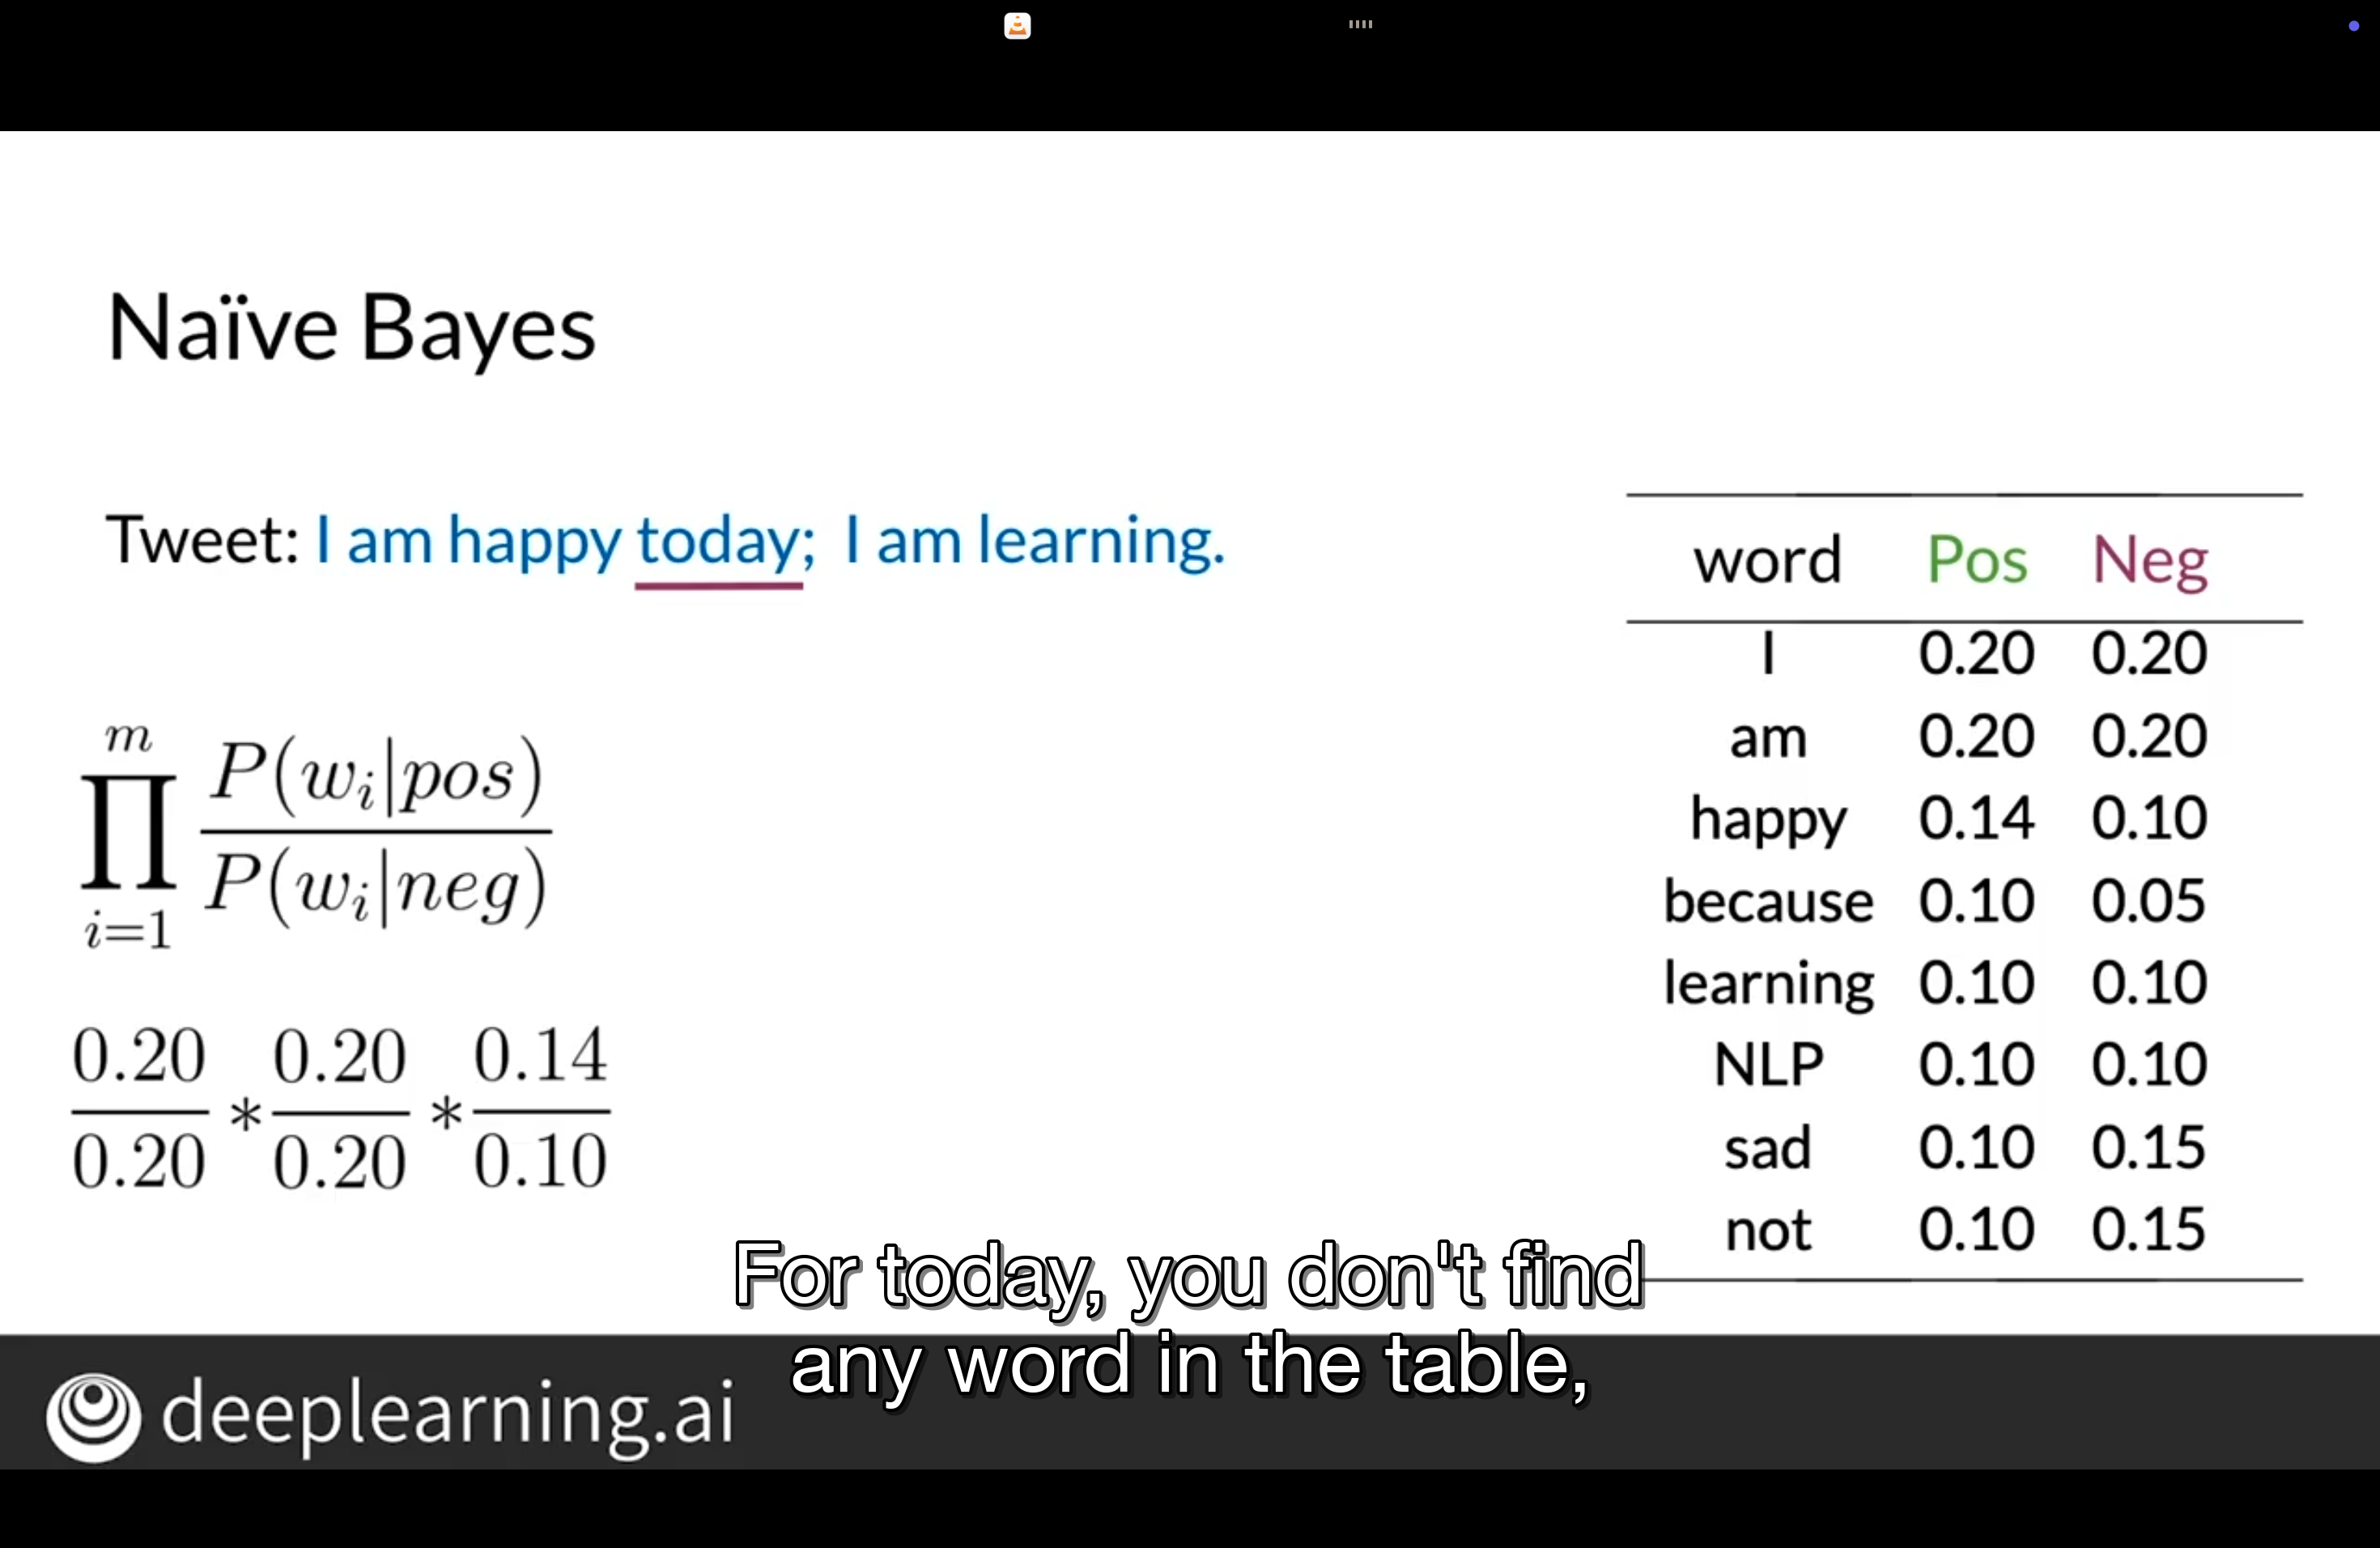 Naïve Bayes
Tweet: I am happy today; I am learning.
word Pos Neg
I 0.20 0.20
am 0.20 0.20
happy 0.14 0.10
because 0.10 0.05
learning 0.10 0.10
NLP 0.10 0.10
sad 0.10 0.15
not 0.10 0.15
m
∏ P(w_i|pos) / P(w_i|neg)
i=1
0.20 0.20 0.14
* *
0.20 0.20 0.10
For today, you don't find
any word in the table,
deeplearning.ai